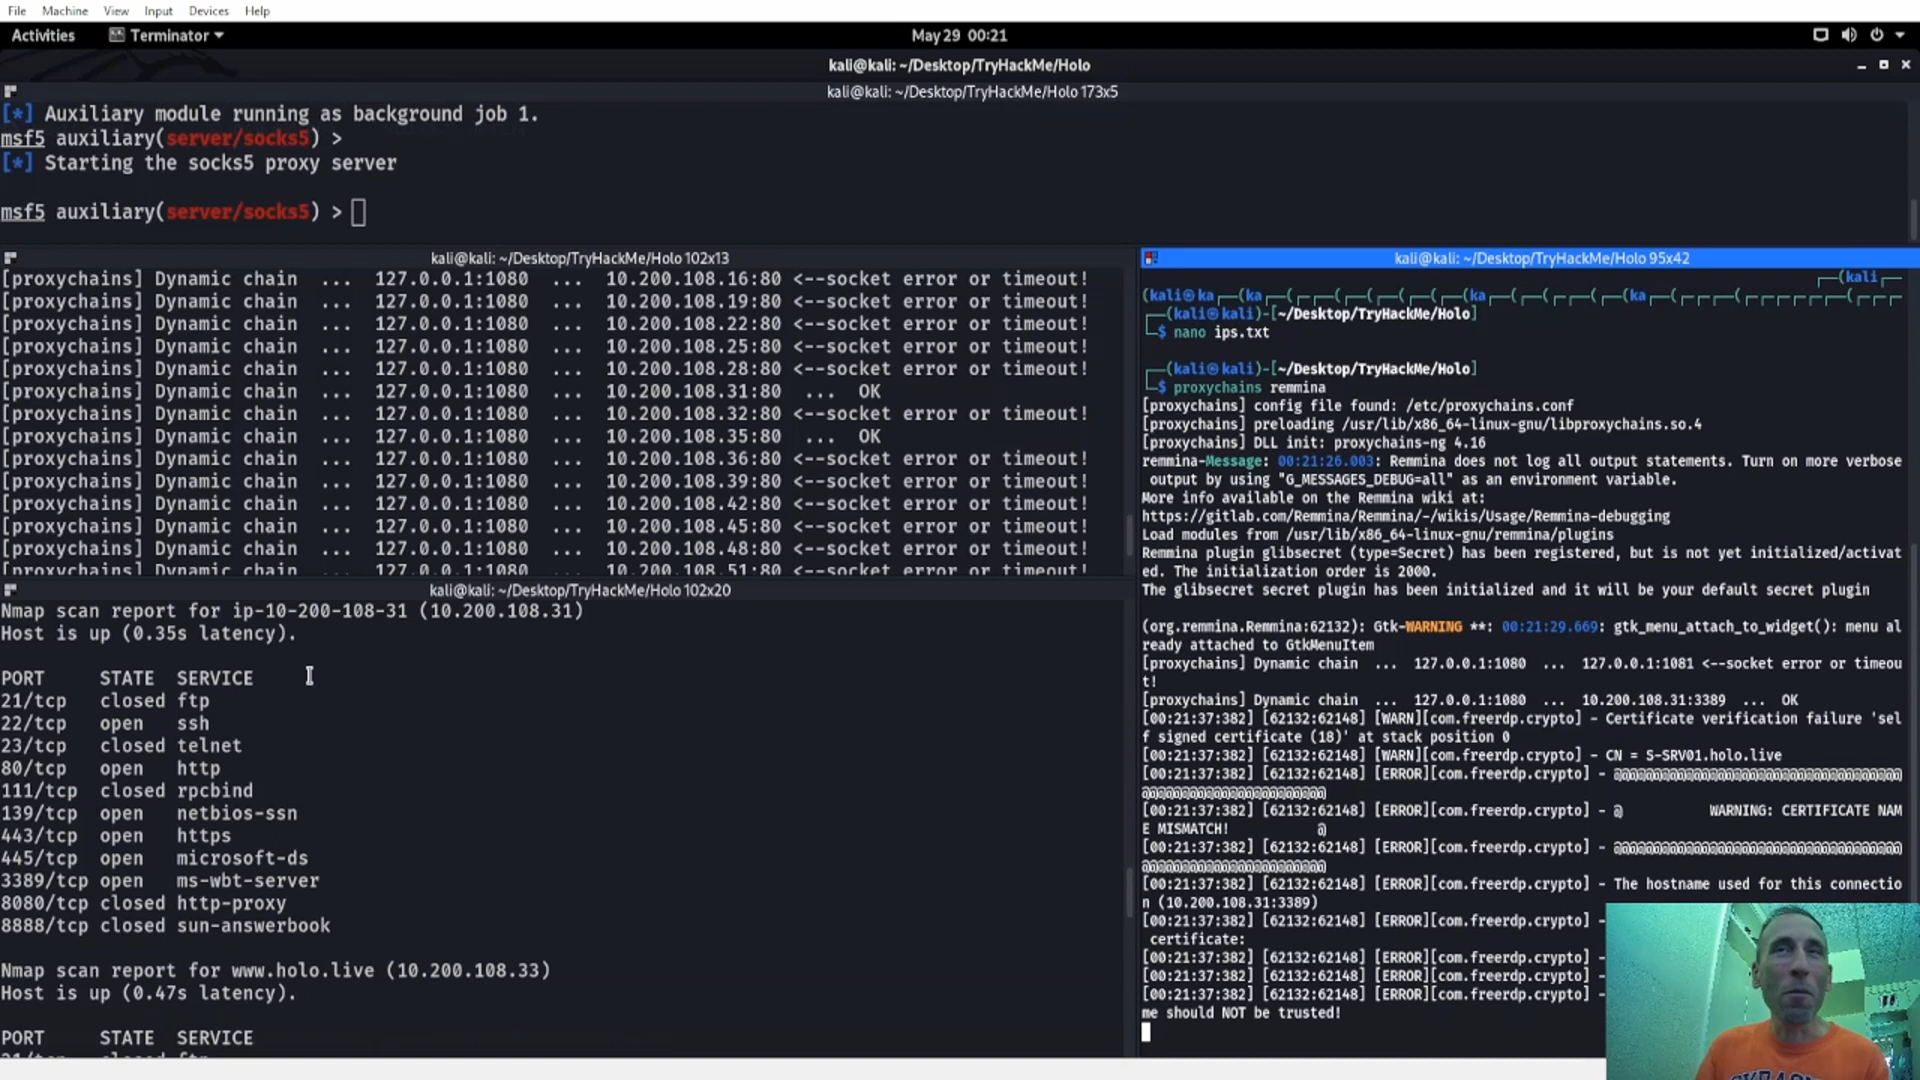 File Machine View Input Devices Help
Activities Terminator May 29 00:21
kali@kali: ~/Desktop/TryHackMe/Holo
kali@kali: ~/Desktop/TryHackMe/Holo 173x5
[*] Auxiliary module running as background job 1.
msf5 auxiliary(server/socks5) >
[*] Starting the socks5 proxy server
msf5 auxiliary(server/socks5) >
kali@kali: ~/Desktop/TryHackMe/Holo 102x13
[proxychains] Dynamic chain ... 127.0.0.1:1080 ... 10.200.108.16:80 <--socket error or timeout!
[proxychains] Dynamic chain ... 127.0.0.1:1080 ... 10.200.108.19:80 <--socket error or timeout!
[proxychains] Dynamic chain ... 127.0.0.1:1080 ... 10.200.108.22:80 <--socket error or timeout!
[proxychains] Dynamic chain ... 127.0.0.1:1080 ... 10.200.108.25:80 <--socket error or timeout!
[proxychains] Dynamic chain ... 127.0.0.1:1080 ... 10.200.108.28:80 <--socket error or timeout!
[proxychains] Dynamic chain ... 127.0.0.1:1080 ... 10.200.108.31:80 ... OK
[proxychains] Dynamic chain ... 127.0.0.1:1080 ... 10.200.108.32:80 <--socket error or timeout!
[proxychains] Dynamic chain ... 127.0.0.1:1080 ... 10.200.108.35:80 ... OK
[proxychains] Dynamic chain ... 127.0.0.1:1080 ... 10.200.108.36:80 <--socket error or timeout!
[proxychains] Dynamic chain ... 127.0.0.1:1080 ... 10.200.108.39:80 <--socket error or timeout!
[proxychains] Dynamic chain ... 127.0.0.1:1080 ... 10.200.108.42:80 <--socket error or timeout!
[proxychains] Dynamic chain ... 127.0.0.1:1080 ... 10.200.108.45:80 <--socket error or timeout!
[proxychains] Dynamic chain ... 127.0.0.1:1080 ... 10.200.108.48:80 <--socket error or timeout!
[proxychains] Dynamic chain ... 127.0.0.1:1080 ... 10.200.108.51:80 <--socket error or timeout!
kali@kali: ~/Desktop/TryHackMe/Holo 102x20
Nmap scan report for ip-10-200-108-31 (10.200.108.31)
Host is up (0.35s latency).
PORT STATE SERVICE
21/tcp closed ftp
22/tcp open ssh
23/tcp closed telnet
80/tcp open http
111/tcp closed rpcbind
139/tcp open netbios-ssn
443/tcp open https
445/tcp open microsoft-ds
3389/tcp open ms-wbt-server
8080/tcp closed http-proxy
8888/tcp closed sun-answerbook
Nmap scan report for www.holo.live (10.200.108.33)
Host is up (0.47s latency).
PORT STATE SERVICE
21/tcp closed ftp
kali@kali: ~/Desktop/TryHackMe/Holo 95x42
┌──(kali
(kali㉿ka┌──(ka┌──(┌──(┌──(┌──(┌──(ka┌──(┌──(┌──(ka┌──(
┌──(kali㉿kali)-[~/Desktop/TryHackMe/Holo]
└─$ nano ips.txt
┌──(kali㉿kali)-[~/Desktop/TryHackMe/Holo]
└─$ proxychains remmina
[proxychains] config file found: /etc/proxychains.conf
[proxychains] preloading /usr/lib/x86_64-linux-gnu/libproxychains.so.4
[proxychains] DLL init: proxychains-ng 4.16
remmina-Message: 00:21:26.003: Remmina does not log all output statements. Turn on more verbose
output by using "G_MESSAGES_DEBUG=all" as an environment variable.
More info available on the Remmina wiki at:
https://gitlab.com/Remmina/Remmina/-/wikis/Usage/Remmina-debugging
Load modules from /usr/lib/x86_64-linux-gnu/remmina/plugins
Remmina plugin glibsecret (type=Secret) has been registered, but is not yet initialized/activat
ed. The initialization order is 2000.
The glibsecret secret plugin has been initialized and it will be your default secret plugin
(org.remmina.Remmina:62132): Gtk-WARNING **: 00:21:29.669: gtk_menu_attach_to_widget(): menu al
ready attached to GtkMenuItem
[proxychains] Dynamic chain ... 127.0.0.1:1080 ... 127.0.0.1:1081 <--socket error or timeou
t!
[proxychains] Dynamic chain ... 127.0.0.1:1080 ... 10.200.108.31:3389 ... OK
[00:21:37:382] [62132:62148] [WARN][com.freerdp.crypto] - Certificate verification failure 'sel
f signed certificate (18)' at stack position 0
[00:21:37:382] [62132:62148] [WARN][com.freerdp.crypto] - CN = S-SRV01.holo.live
[00:21:37:382] [62132:62148] [ERROR][com.freerdp.crypto] - @@@@@@@@@@@@@@@@@@@@@@@@@@@@@@@@@@@@
@@@@@@@@@@@@@@@@@@@@@@@
[00:21:37:382] [62132:62148] [ERROR][com.freerdp.crypto] - @ WARNING: CERTIFICATE NAM
E MISMATCH! @
[00:21:37:382] [62132:62148] [ERROR][com.freerdp.crypto] - @@@@@@@@@@@@@@@@@@@@@@@@@@@@@@@@@@@@
@@@@@@@@@@@@@@@@@@@@@@@
[00:21:37:382] [62132:62148] [ERROR][com.freerdp.crypto] - The hostname used for this connectio
n (10.200.108.31:3389)
[00:21:37:382] [62132:62148] [ERROR][com.freerdp.crypto] -
certificate:
[00:21:37:382] [62132:62148] [ERROR][com.freerdp.crypto] -
[00:21:37:382] [62132:62148] [ERROR][com.freerdp.crypto] -
[00:21:37:382] [62132:62148] [ERROR][com.freerdp.crypto] -
me should NOT be trusted!